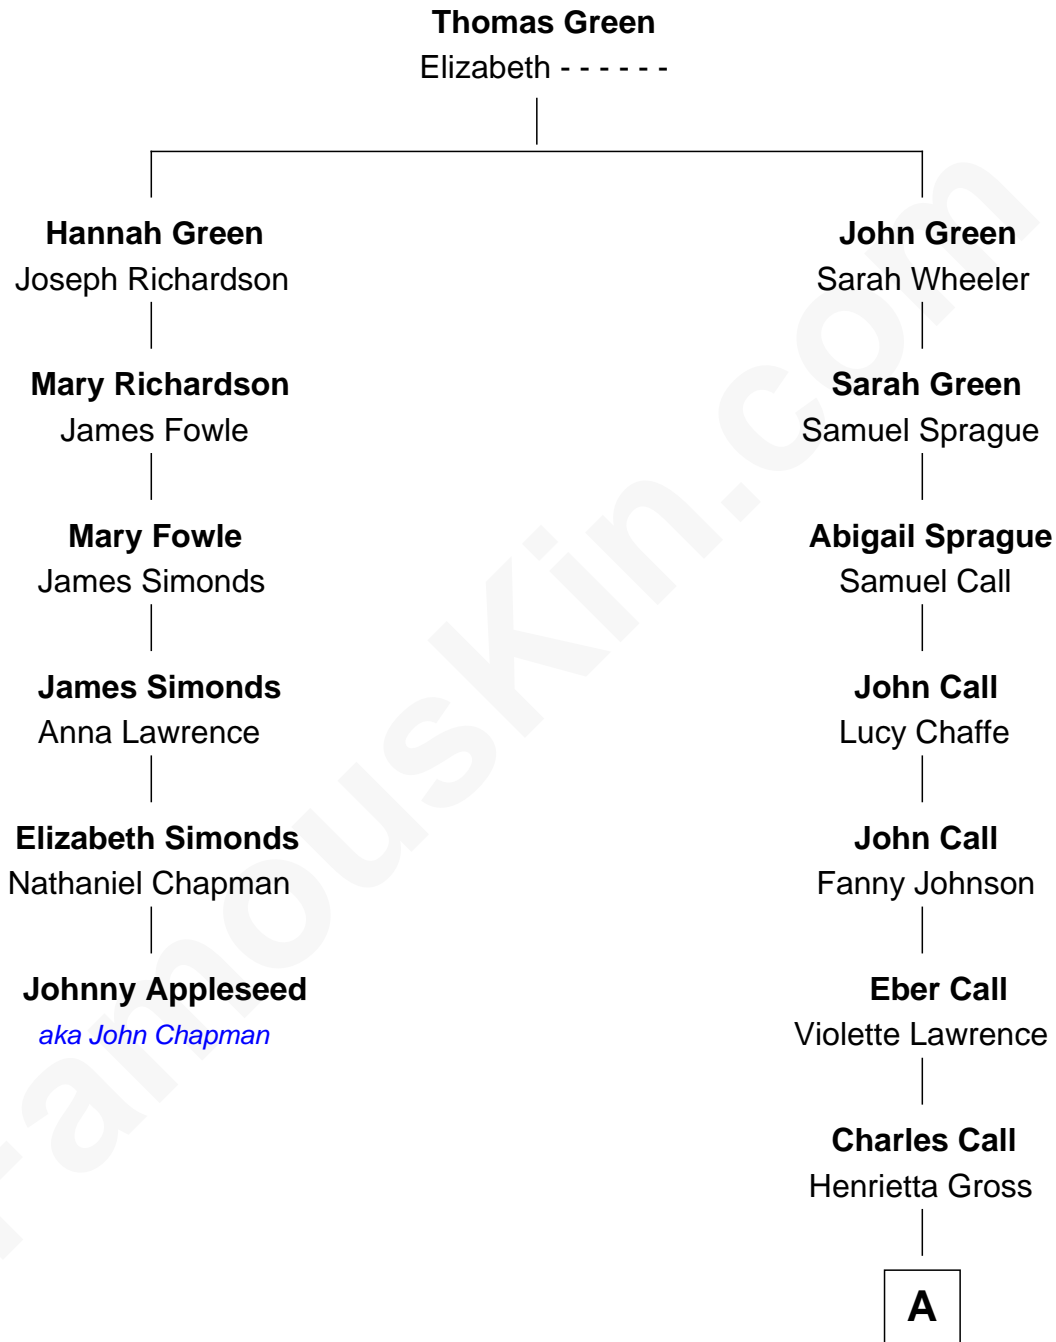 Thomas Green
Elizabeth - - - - - -
Hannah Green
Joseph Richardson
John Green
Sarah Wheeler
Mary Richardson
James Fowle
Sarah Green
Samuel Sprague
Mary Fowle
James Simonds
Abigail Sprague
Samuel Call
James Simonds
Anna Lawrence
John Call
Lucy Chaffe
Elizabeth Simonds
Nathaniel Chapman
John Call
Fanny Johnson
Johnny Appleseed
aka John Chapman
Eber Call
Violette Lawrence
Charles Call
Henrietta Gross
A
FamousKin.com